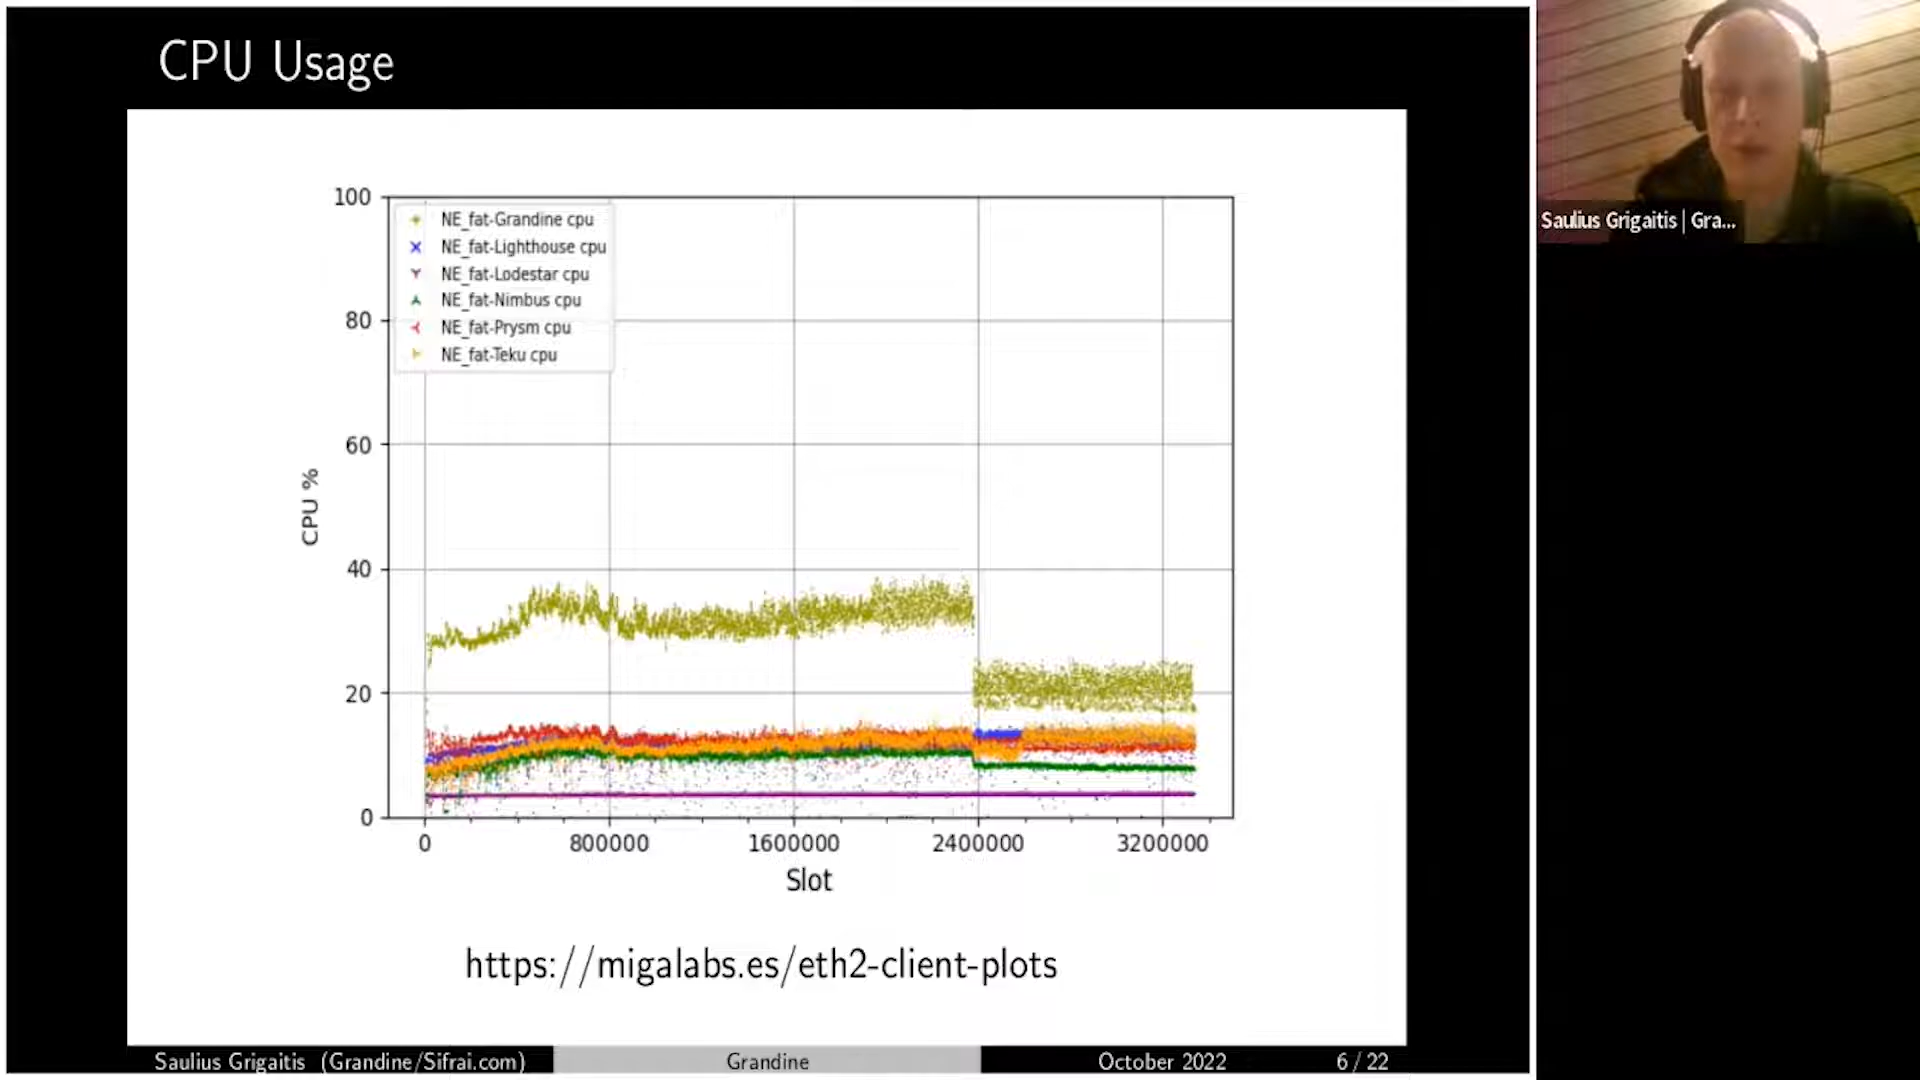 CPU Usage
100
80
60
40
20
0
CPU %
NE_fat-Grandine cpu
NE_fat-Lighthouse cpu
NE_fat-Lodestar cpu
NE_fat-Nimbus cpu
NE_fat-Prysm cpu
NE_fat-Teku cpu
0 800000 1600000 2400000 3200000
Slot
https://migalabs.es/eth2-client-plots
Saulius Grigaitis (Grandine/Sifrai.com) Grandine October 2022 6 / 22
Saulius Grigaitis | Gra...